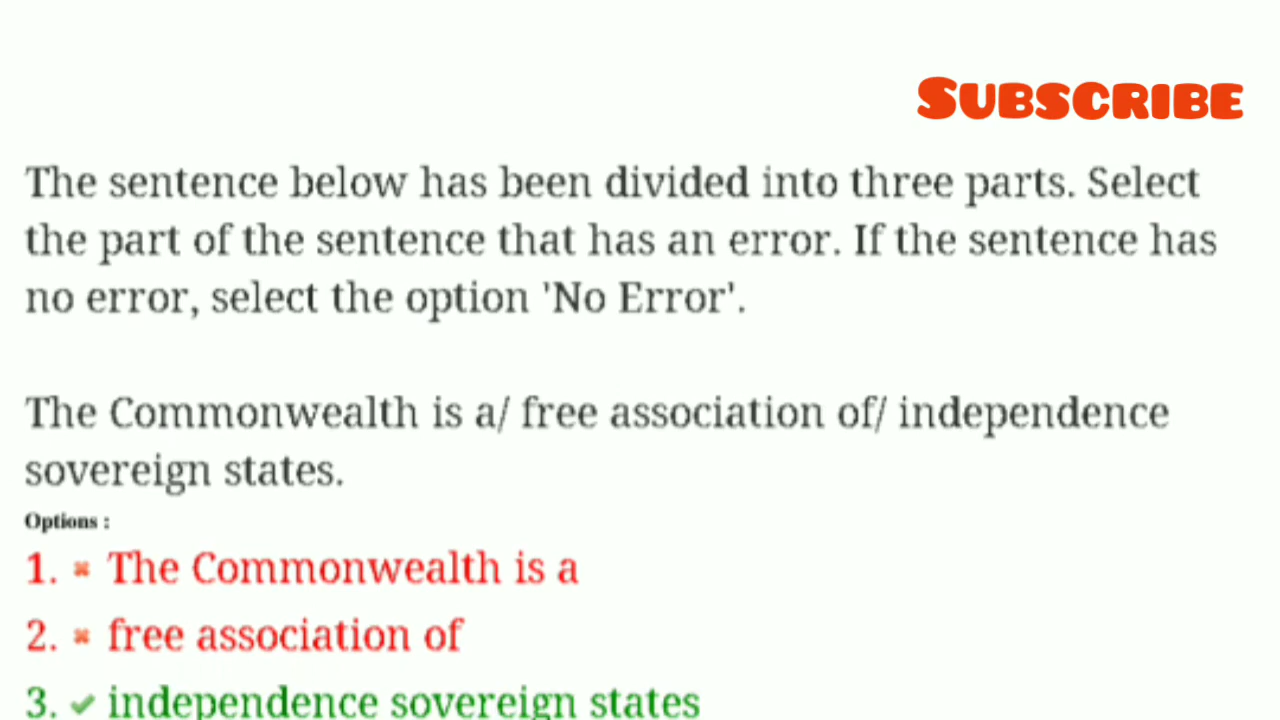 SUBSCRIBE
The sentence below has been divided into three parts. Select
the part of the sentence that has an error. If the sentence has
no error, select the option 'No Error'.
The Commonwealth is a/ free association of/ independence
sovereign states.
Options :
1. ✖ The Commonwealth is a
2. ✖ free association of
3. ✔ independence sovereign states